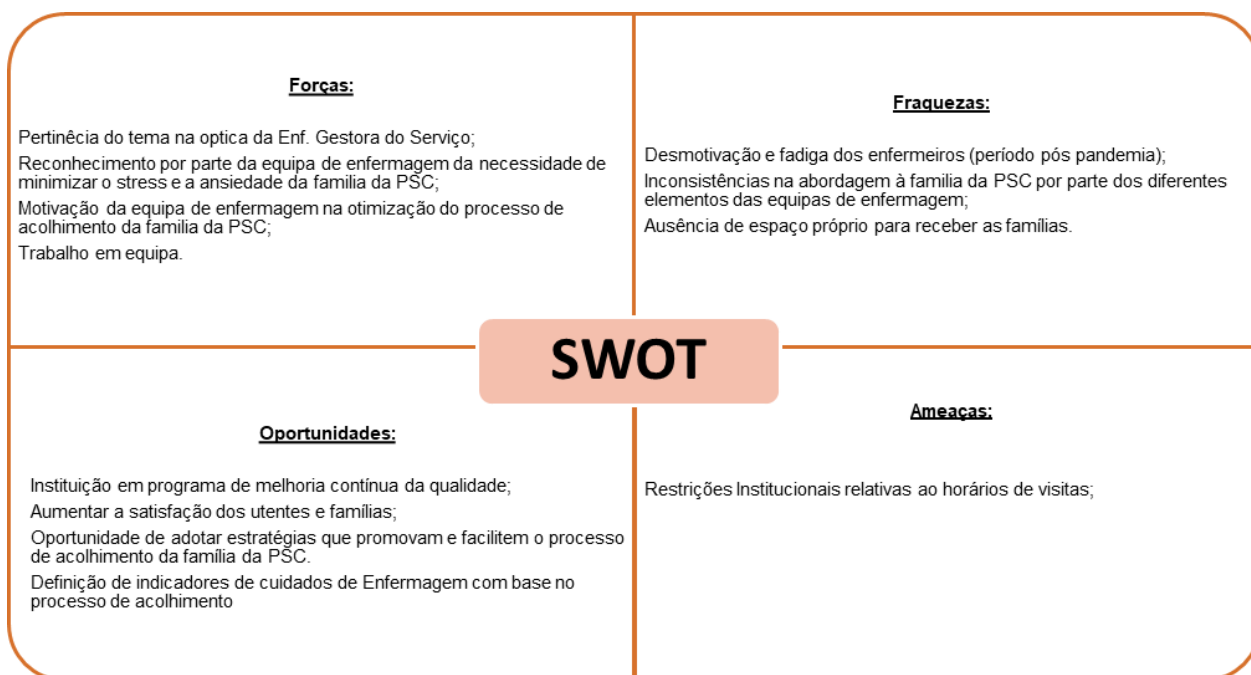 Forças:
Pertinêcia do tema na optica da Enf. Gestora do Serviço;
Reconhecimento por parte da equipa de enfermagem da necessidade de
minimizar o stress e a ansiedade da familia da PSC;
Motivação da equipa de enfermagem na otimização do processo de
acolhimento da familia da PSC;
Trabalho em equipa.
Fraquezas:
Desmotivação e fadiga dos enfermeiros (período pós pandemia);
Inconsistências na abordagem à familia da PSC por parte dos diferentes
elementos das equipas de enfermagem;
Ausência de espaço próprio para receber as famílias.
SWOT
Oportunidades:
Instituição em programa de melhoria contínua da qualidade;
Aumentar a satisfação dos utentes e famílias;
Oportunidade de adotar estratégias que promovam e facilitem o processo
de acolhimento da família da PSC.
Definição de indicadores de cuidados de Enfermagem com base no
processo de acolhimento
Ameaças:
Restrições Institucionais relativas ao horários de visitas;